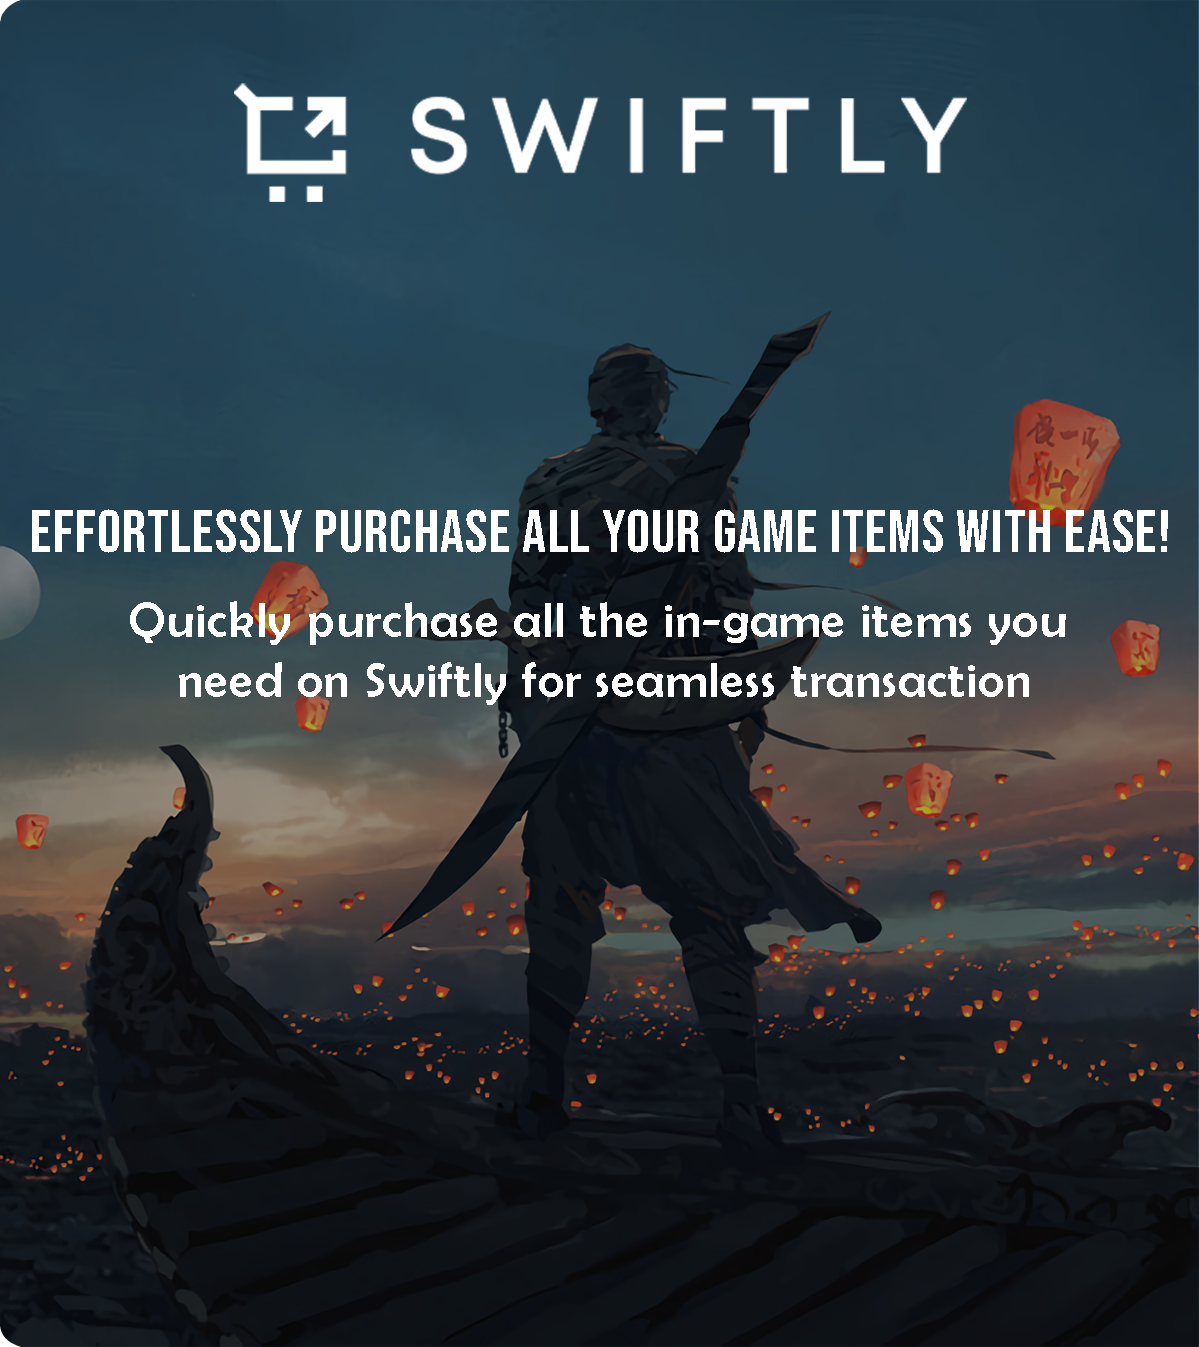 SWIFTLY
EFFORTLESSLY PURCHASE ALL YOUR GAME ITEMS WITH EASE!
Quickly purchase all the in-game items you
need on Swiftly for seamless transaction